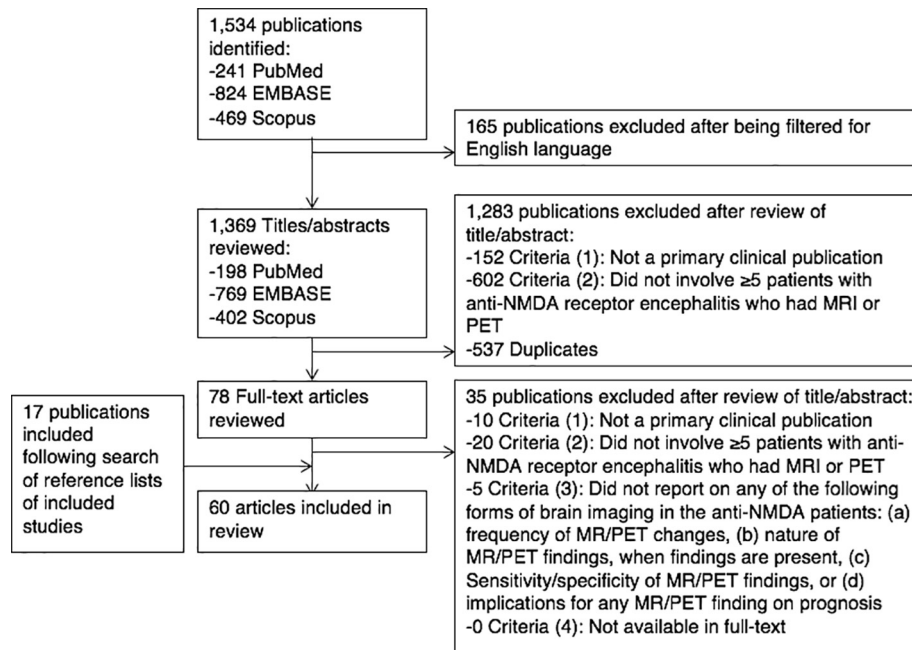 1,534 publications
identified:
-241 PubMed
-824 EMBASE
-469 Scopus
165 publications excluded after being filtered for
English language
1,369 Titles/abstracts
reviewed:
-198 PubMed
-769 EMBASE
-402 Scopus
1,283 publications excluded after review of
title/abstract:
-152 Criteria (1): Not a primary clinical publication
-602 Criteria (2): Did not involve ≥5 patients with
anti-NMDA receptor encephalitis who had MRI or
PET
-537 Duplicates
78 Full-text articles
reviewed
17 publications
included
following search
of reference lists
of included
studies
35 publications excluded after review of title/abstract:
-10 Criteria (1): Not a primary clinical publication
-20 Criteria (2): Did not involve ≥5 patients with anti-
NMDA receptor encephalitis who had MRI or PET
-5 Criteria (3): Did not report on any of the following
forms of brain imaging in the anti-NMDA patients: (a)
frequency of MR/PET changes, (b) nature of
MR/PET findings, when findings are present, (c)
Sensitivity/specificity of MR/PET findings, or (d)
implications for any MR/PET finding on prognosis
-0 Criteria (4): Not available in full-text
60 articles included in
review